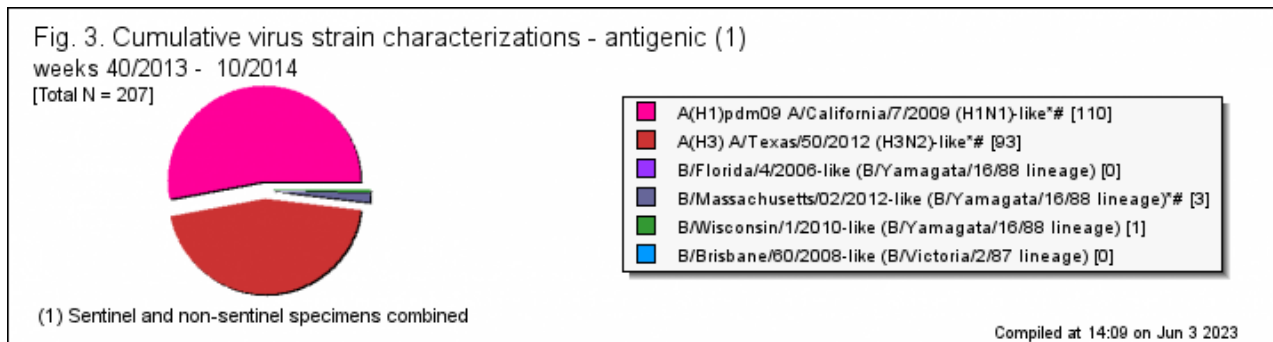 Fig. 3. Cumulative virus strain characterizations - antigenic (1)
weeks 40/2013 - 10/2014
[Total N = 207]
A(H1)pdm09 A/California/7/2009 (H1N1)-like*# [110]
A(H3) A/Texas/50/2012 (H3N2)-like*# [93]
B/Florida/4/2006-like (B/Yamagata/16/88 lineage) [0]
B/Massachusetts/02/2012-like (B/Yamagata/16/88 lineage)*# [3]
B/Wisconsin/1/2010-like (B/Yamagata/16/88 lineage) [1]
B/Brisbane/60/2008-like (B/Victoria/2/87 lineage) [0]
(1) Sentinel and non-sentinel specimens combined
Compiled at 14:09 on Jun 3 2023